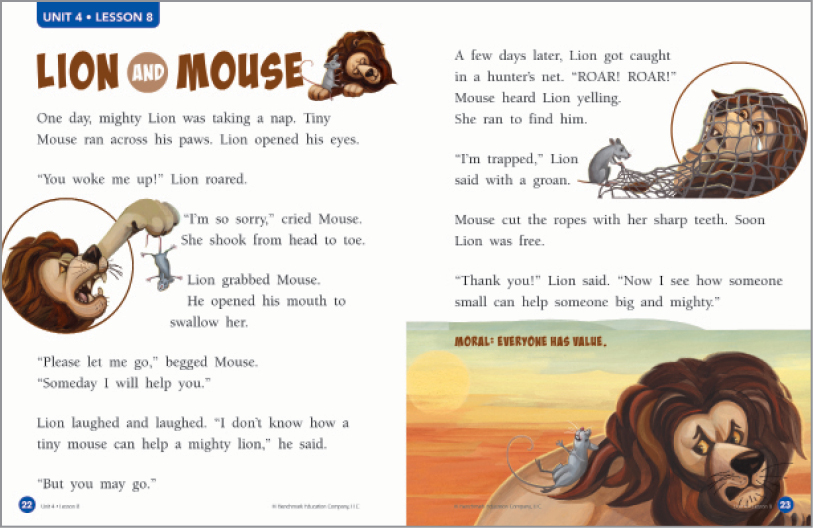 UNIT 4 • LESSON 8
LION AND MOUSE
One day, mighty Lion was taking a nap. Tiny
Mouse ran across his paws. Lion opened his eyes.
“You woke me up!” Lion roared.
“I’m so sorry,” cried Mouse.
She shook from head to toe.
Lion grabbed Mouse.
He opened his mouth to
swallow her.
“Please let me go,” begged Mouse.
“Someday I will help you.”
Lion laughed and laughed. “I don’t know how a
tiny mouse can help a mighty lion,” he said.
“But you may go.”
22 Unit 4 • Lesson 8 © Benchmark Education Company, LLC
A few days later, Lion got caught
in a hunter’s net. “ROAR! ROAR!”
Mouse heard Lion yelling.
She ran to find him.
“I’m trapped,” Lion
said with a groan.
Mouse cut the ropes with her sharp teeth. Soon
Lion was free.
“Thank you!” Lion said. “Now I see how someone
small can help someone big and mighty.”
MORAL: EVERYONE HAS VALUE.
© Benchmark Education Company, LLC Lesson 8 23